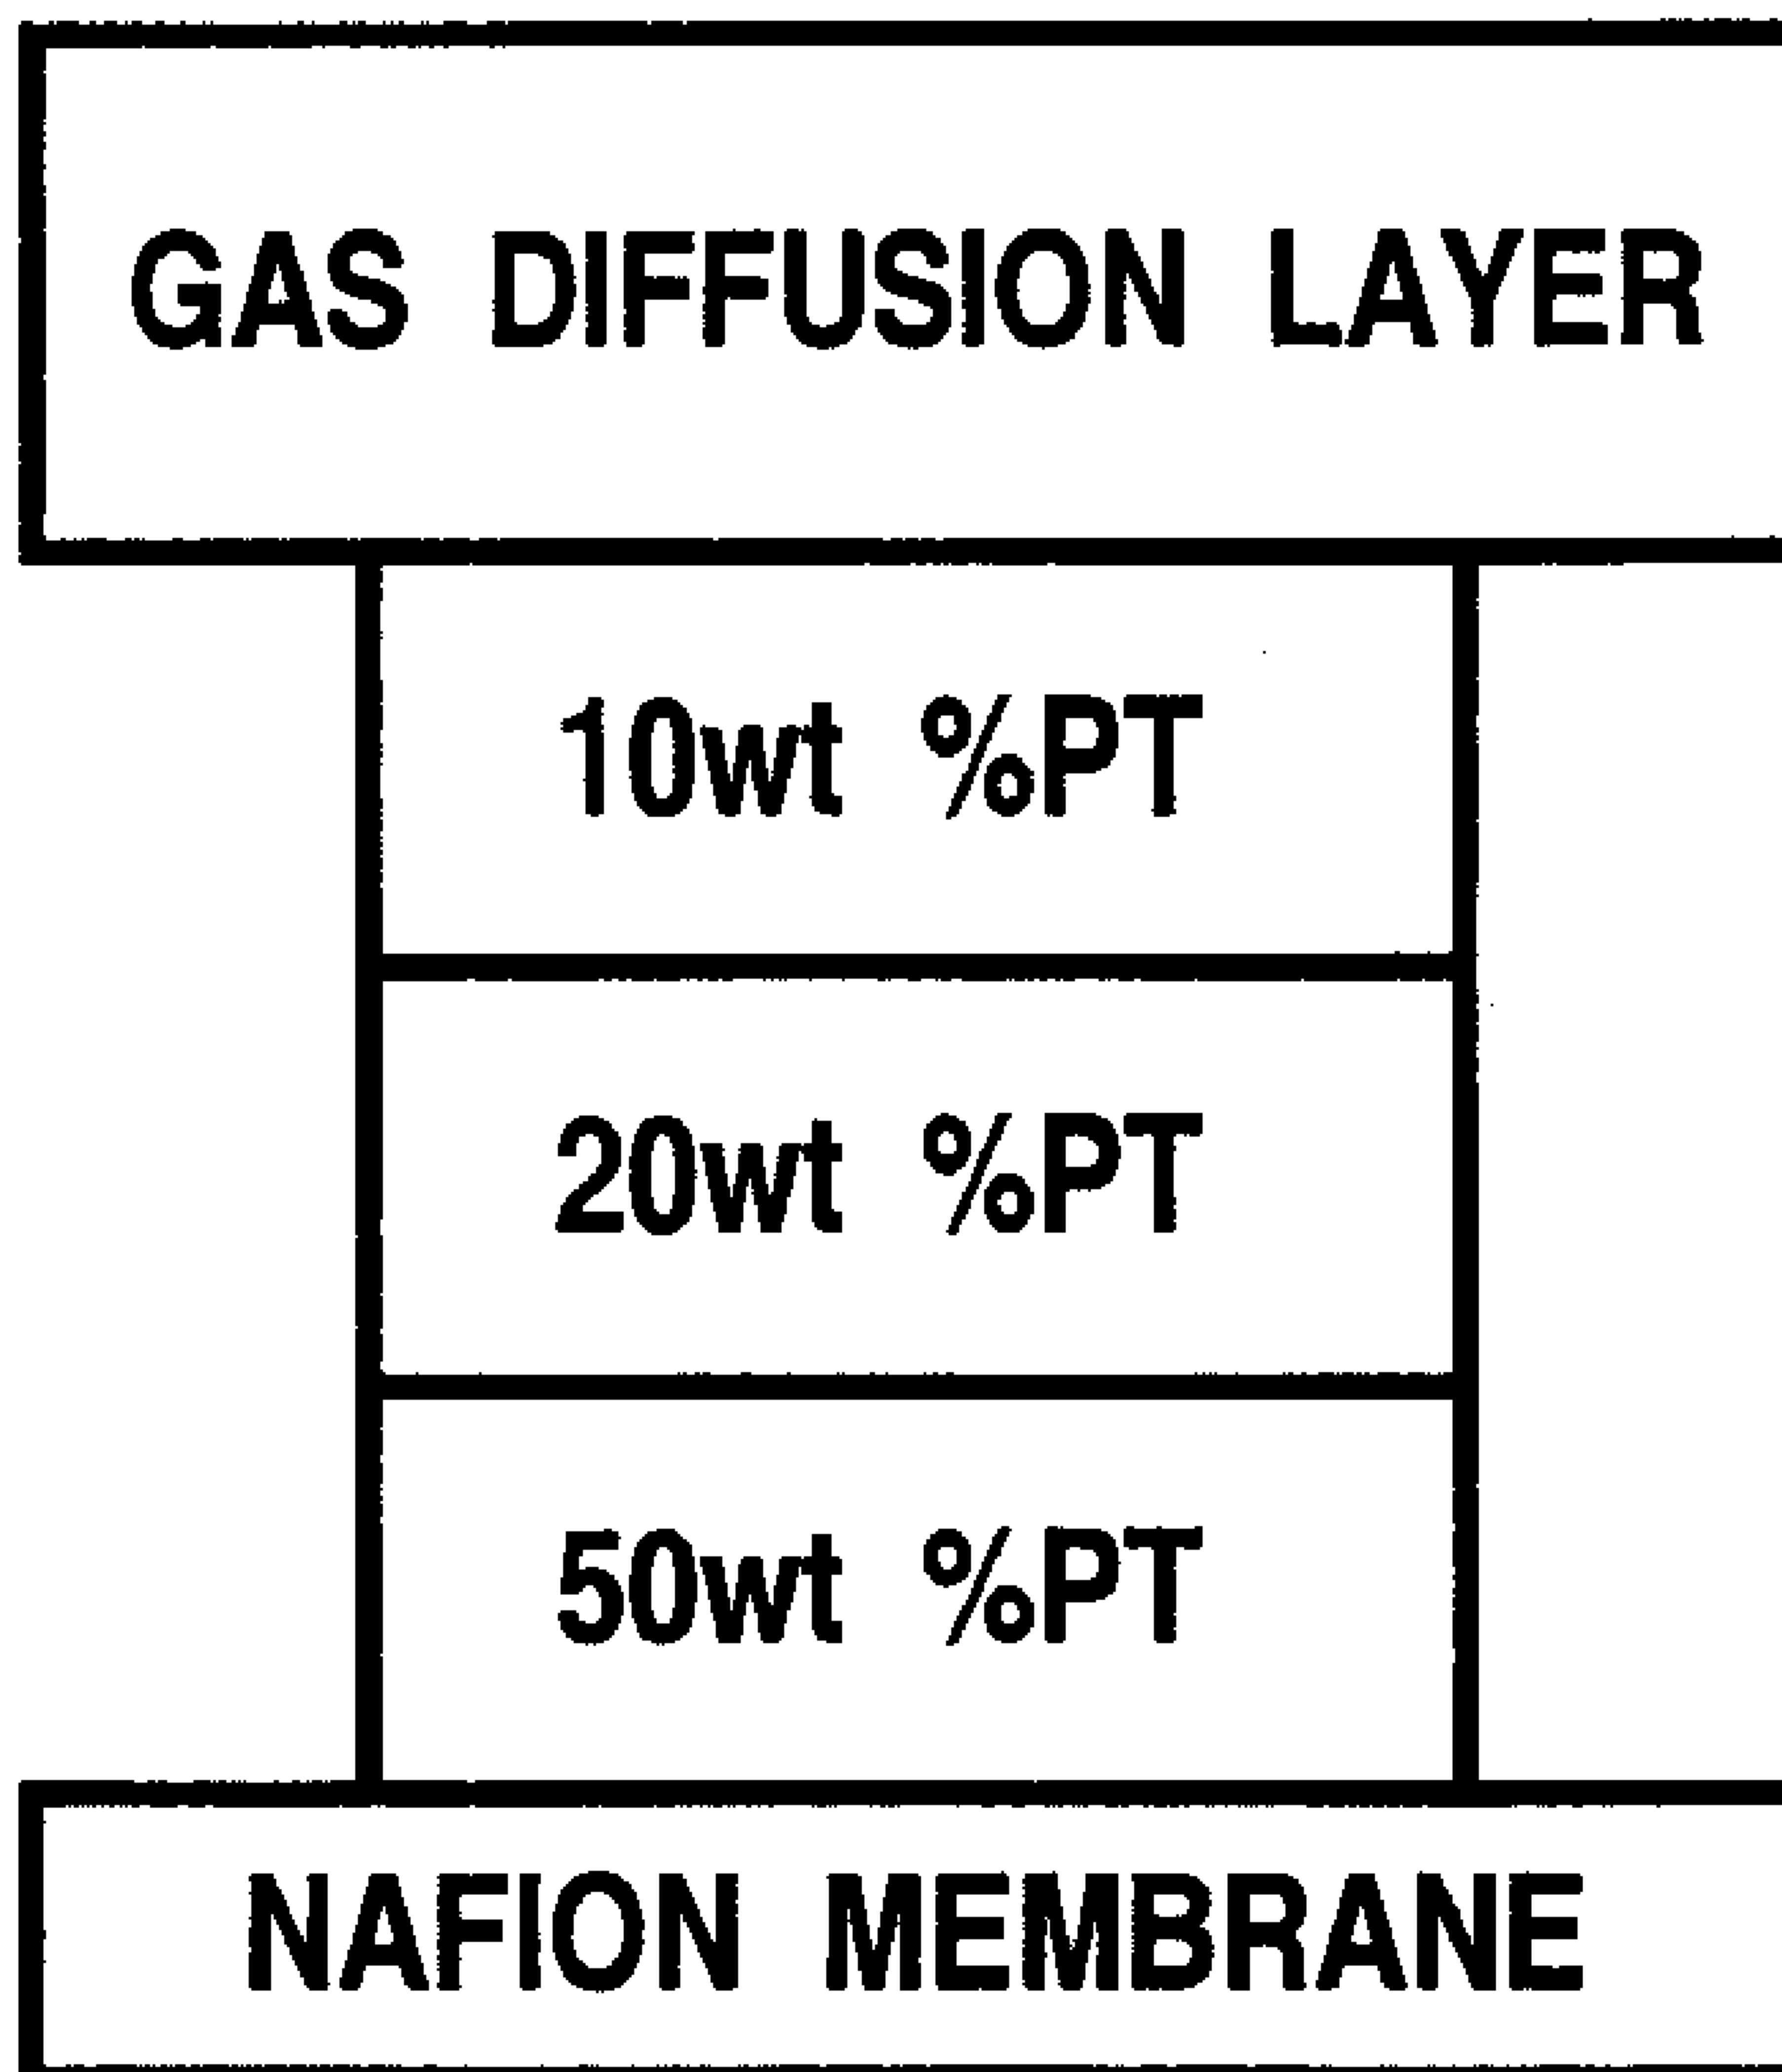 GAS DIFFUSION LAYER
10wt %PT
20wt %PT
50wt %PT
NAFION MEMBRANE